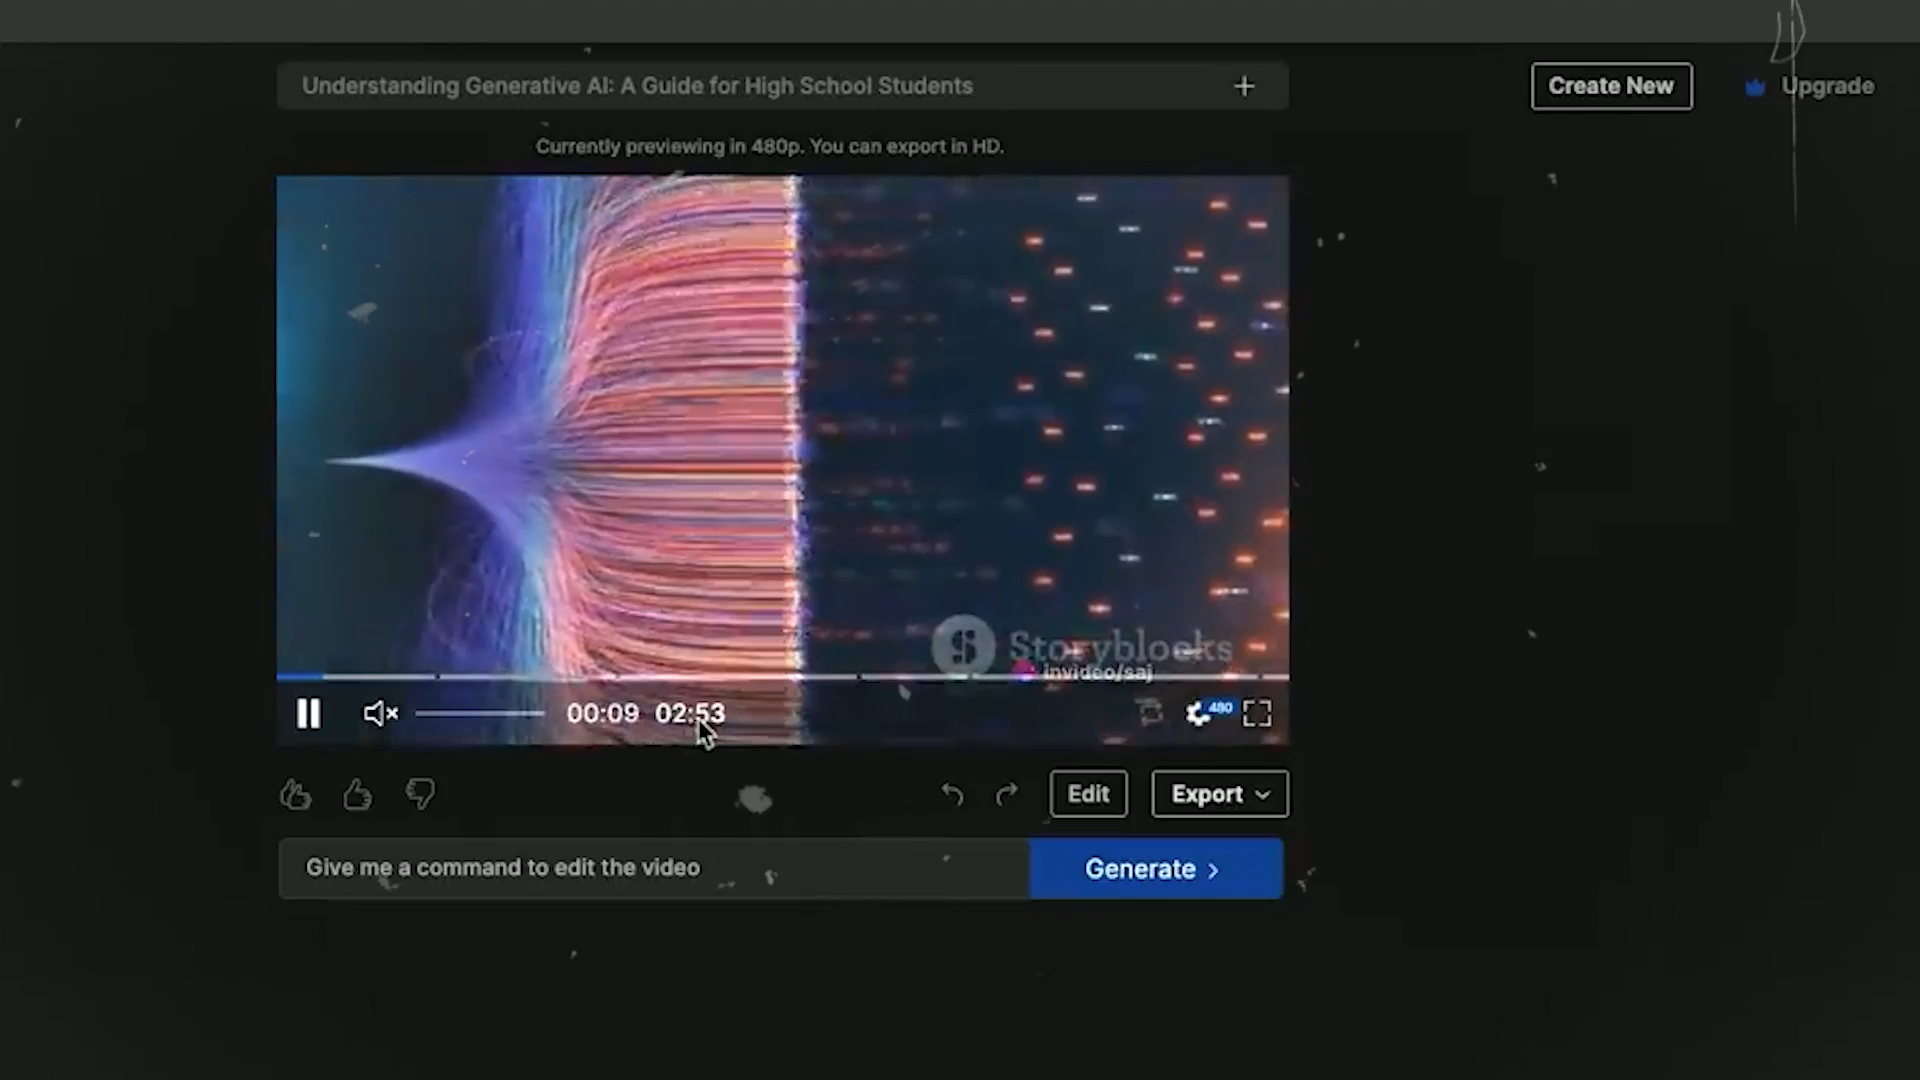 Understanding Generative AI: A Guide for High School Students
Create New
Upgrade
Currently previewing in 480p. You can export in HD.
Storyblocks
invideo/saj
00:09 02:53
480
Edit
Export
Give me a command to edit the video
Generate